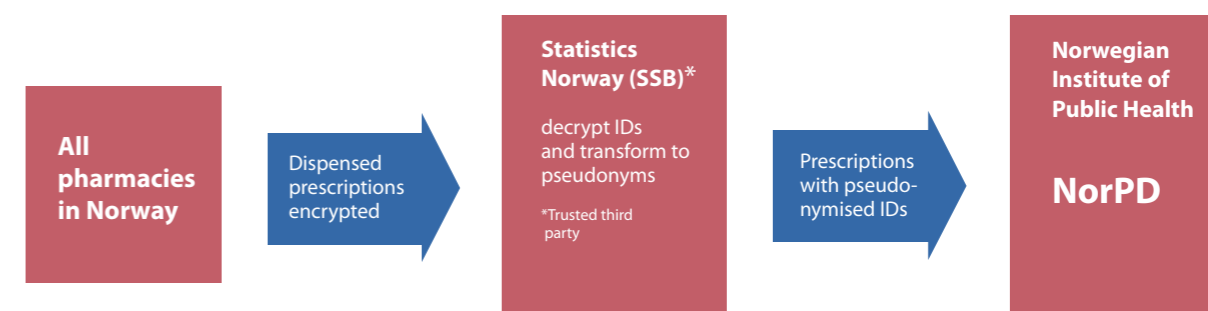 All
pharmacies
in Norway
Dispensed
prescriptions
encrypted
Statistics
Norway (SSB)*
decrypt IDs
and transform to
pseudonyms
*Trusted third
party
Prescriptions
with pseudo-
nymised IDs
Norwegian
Institute of
Public Health
NorPD